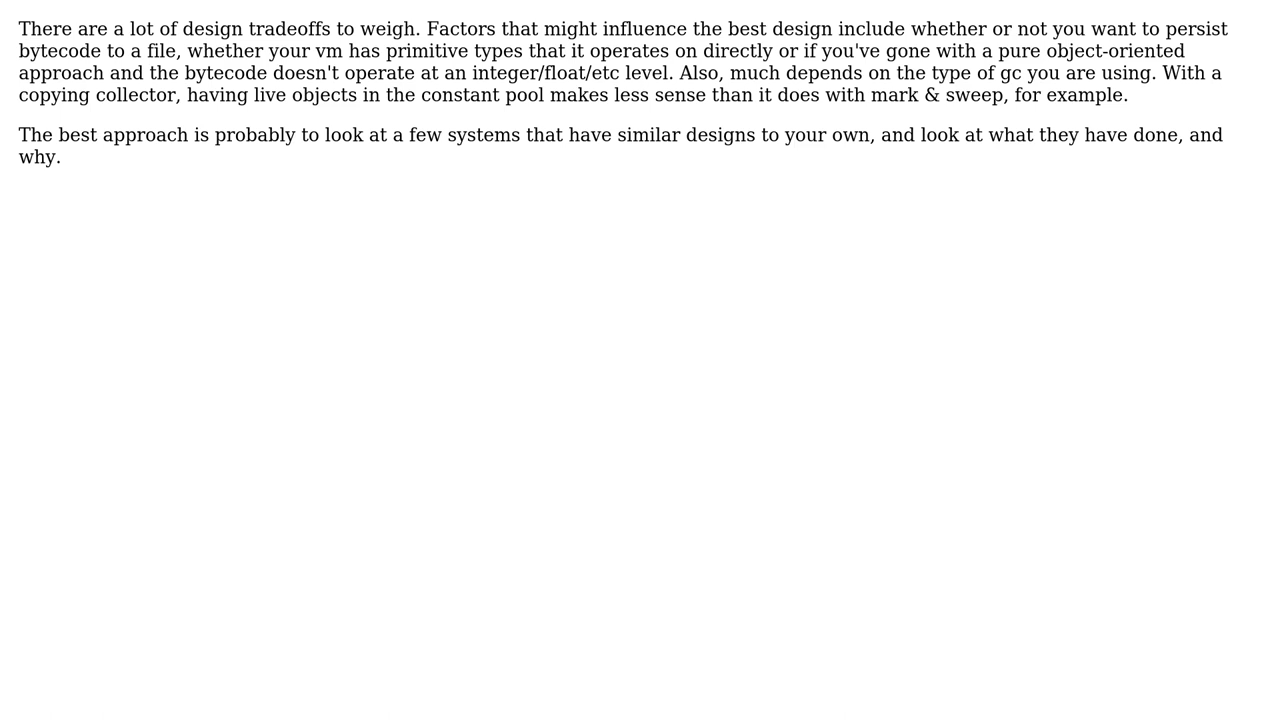 There are a lot of design tradeoffs to weigh. Factors that might influence the best design include whether or not you want to persist
bytecode to a file, whether your vm has primitive types that it operates on directly or if you've gone with a pure object-oriented
approach and the bytecode doesn't operate at an integer/float/etc level. Also, much depends on the type of gc you are using. With a
copying collector, having live objects in the constant pool makes less sense than it does with mark & sweep, for example.
The best approach is probably to look at a few systems that have similar designs to your own, and look at what they have done, and
why.